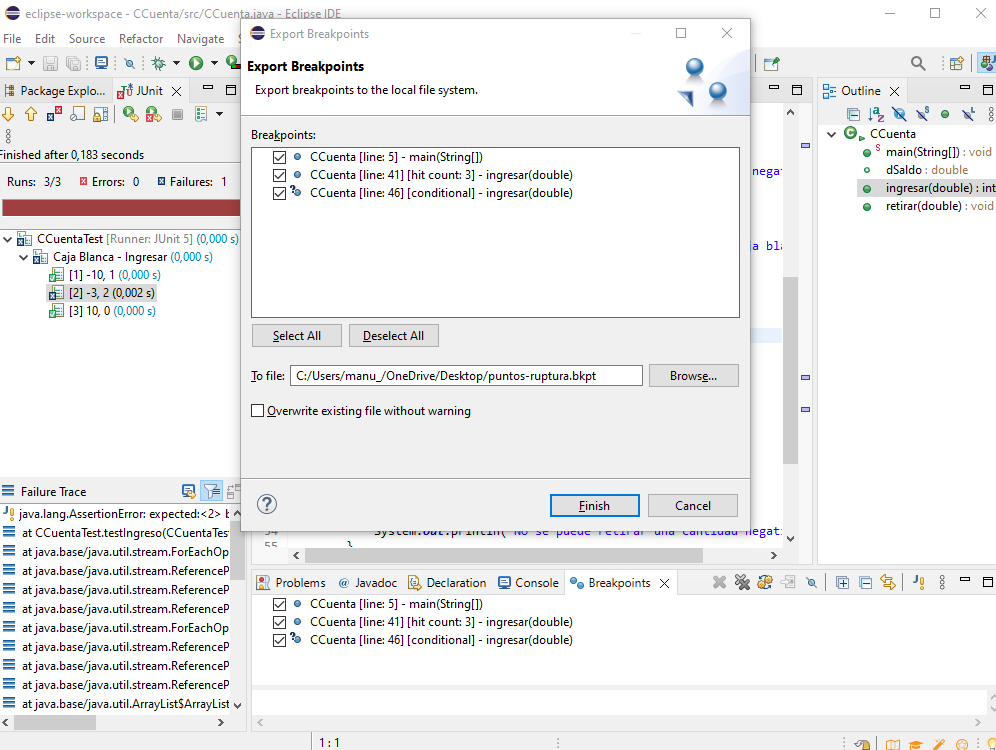 eclipse-workspace - CCuenta/src/CCuenta.java - Eclipse IDE
File Edit Source Refactor Navigate
Package Explo...
JUnit
Finished after 0,183 seconds
Runs: 3/3 Errors: 0 Failures: 1
CCuentaTest [Runner: JUnit 5] (0,000 s)
Caja Blanca - Ingresar (0,000 s)
[1] -10, 1 (0,000 s)
[2] -3, 2 (0,002 s)
[3] 10, 0 (0,000 s)
Failure Trace
java.lang.AssertionError: expected:<2> b
at CCuentaTest.testIngreso(CCuentaTes
at java.base/java.util.stream.ForEachOp
at java.base/java.util.stream.ReferenceP
at java.base/java.util.stream.ReferenceP
at java.base/java.util.stream.ReferenceP
at java.base/java.util.stream.ForEachOp
at java.base/java.util.stream.ReferenceP
at java.base/java.util.stream.ReferenceP
at java.base/java.util.stream.ReferenceP
at java.base/java.util.ArrayList$ArrayList
Export Breakpoints
Export Breakpoints
Export breakpoints to the local file system.
Breakpoints:
CCuenta [line: 5] - main(String[])
CCuenta [line: 41] [hit count: 3] - ingresar(double)
CCuenta [line: 46] [conditional] - ingresar(double)
Select All Deselect All
To file: C:/Users/manu_/OneDrive/Desktop/puntos-ruptura.bkpt Browse...
Overwrite existing file without warning
Finish Cancel
negat
a bla
54 System.out.println("No se puede retirar una cantidad negati
55 }
Outline
CCuenta
main(String[]) : void
dSaldo : double
ingresar(double) : int
retirar(double) : void
Problems Javadoc Declaration Console Breakpoints
CCuenta [line: 5] - main(String[])
CCuenta [line: 41] [hit count: 3] - ingresar(double)
CCuenta [line: 46] [conditional] - ingresar(double)
1 : 1